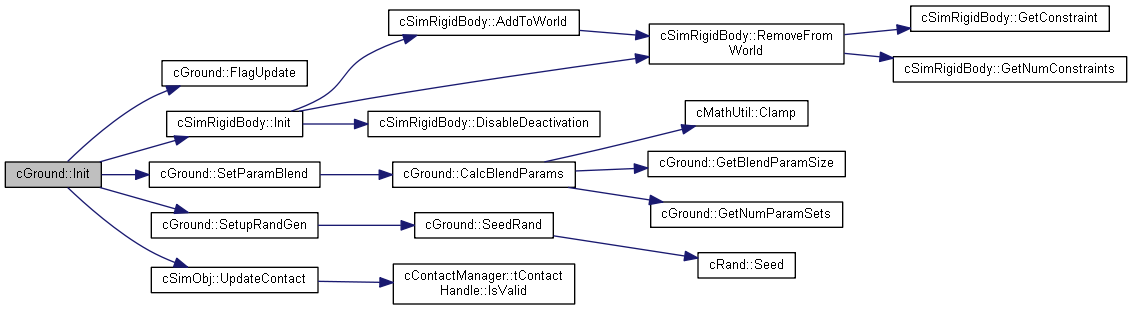 cGround::Init
cGround::FlagUpdate
cSimRigidBody::Init
cGround::SetParamBlend
cGround::SetupRandGen
cSimObj::UpdateContact
cSimRigidBody::AddToWorld
cSimRigidBody::DisableDeactivation
cGround::CalcBlendParams
cGround::SeedRand
cContactManager::tContact
Handle::IsValid
cSimRigidBody::RemoveFrom
World
cMathUtil::Clamp
cGround::GetBlendParamSize
cGround::GetNumParamSets
cRand::Seed
cSimRigidBody::GetConstraint
cSimRigidBody::GetNumConstraints